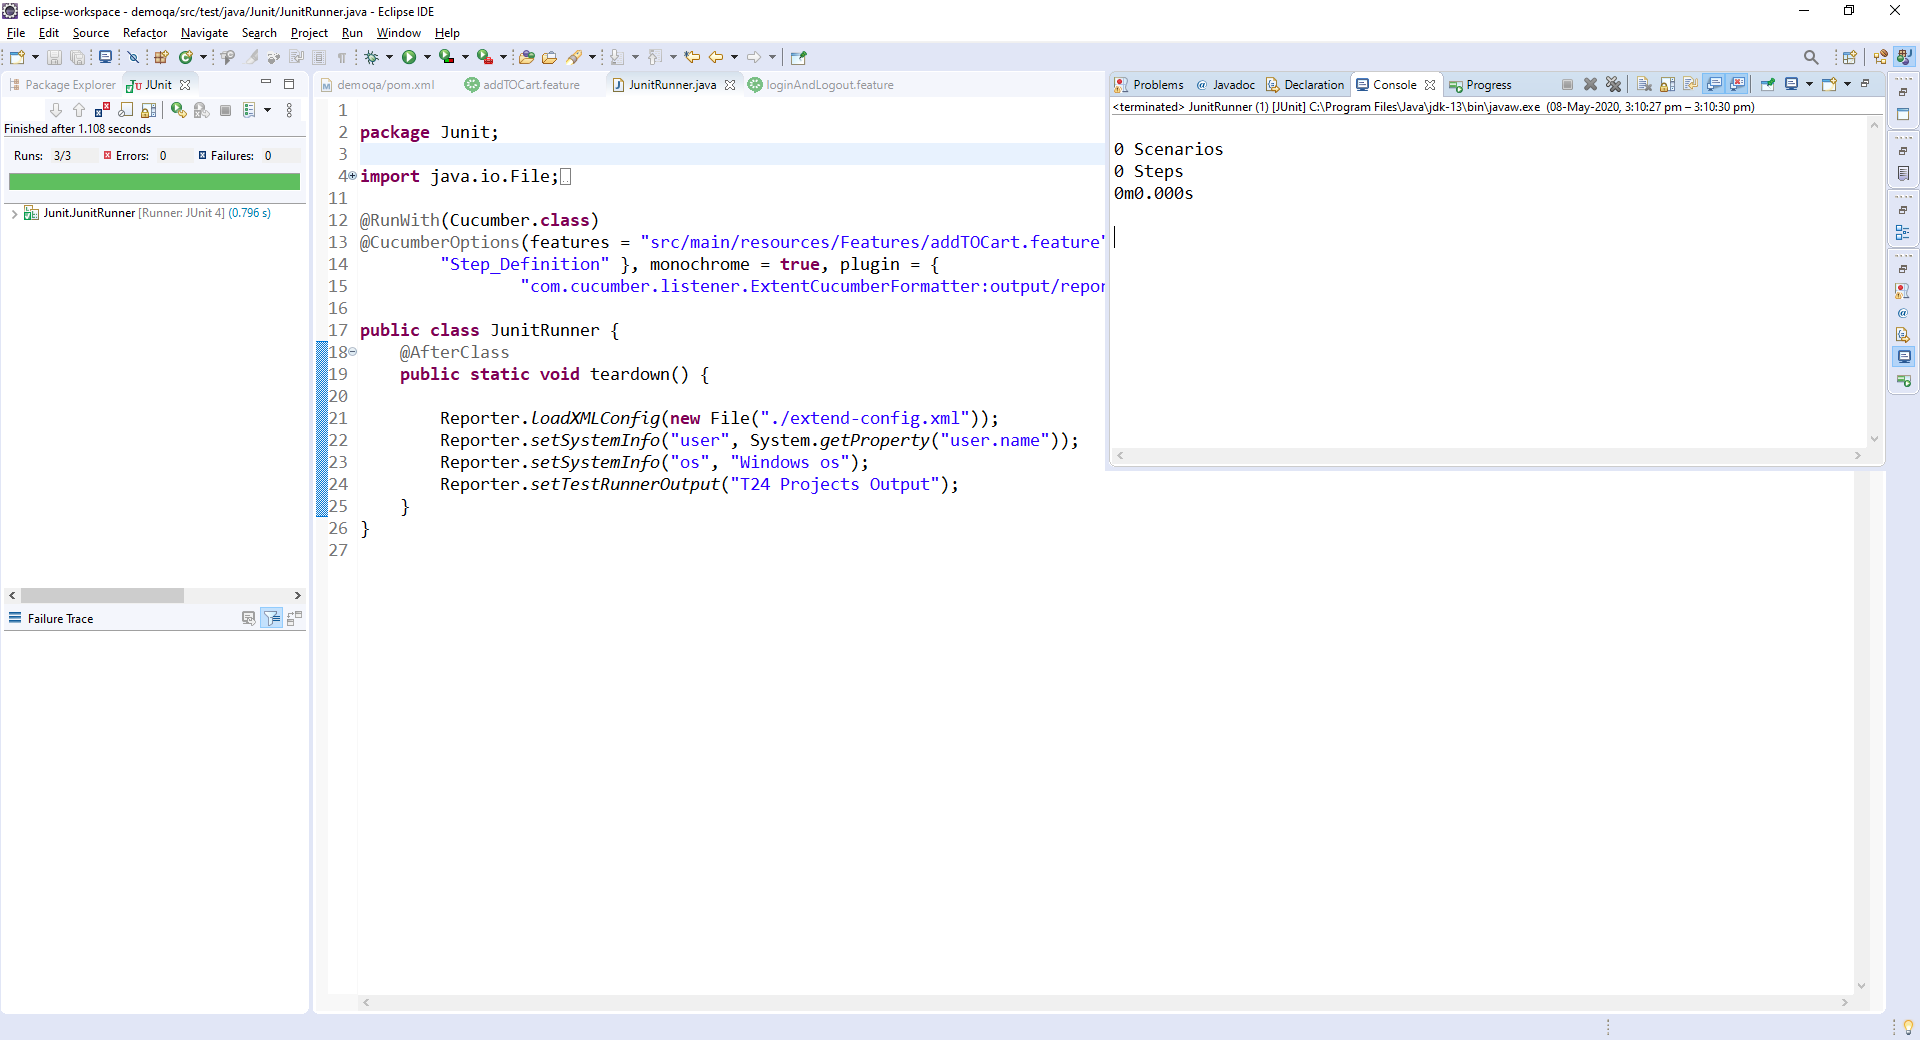 eclipse-workspace - demoqa/src/test/java/Junit/JunitRunner.java - Eclipse IDE
File Edit Source Refactor Navigate Search Project Run Window Help
Package Explorer JUnit
Finished after 1.108 seconds
Runs: 3/3 Errors: 0 Failures: 0
Junit.JunitRunner [Runner: JUnit 4] (0.796 s)
Failure Trace
demoqa/pom.xml addTOCart.feature JunitRunner.java loginAndLogout.feature
1
2 package Junit;
3
4 import java.io.File;
11
12 @RunWith(Cucumber.class)
13 @CucumberOptions(features = "src/main/resources/Features/addTOCart.feature"
14 "Step_Definition" }, monochrome = true, plugin = {
15 "com.cucumber.listener.ExtentCucumberFormatter:output/repor
16
17 public class JunitRunner {
18 @AfterClass
19 public static void teardown() {
20
21 Reporter.loadXMLConfig(new File("./extend-config.xml"));
22 Reporter.setSystemInfo("user", System.getProperty("user.name"));
23 Reporter.setSystemInfo("os", "Windows os");
24 Reporter.setTestRunnerOutput("T24 Projects Output");
25 }
26 }
27
Problems Javadoc Declaration Console Progress
<terminated> JunitRunner (1) [JUnit] C:\Program Files\Java\jdk-13\bin\javaw.exe (08-May-2020, 3:10:27 pm – 3:10:30 pm)
0 Scenarios
0 Steps
0m0.000s